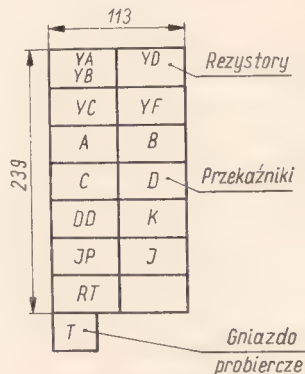 113
YA YD Rezystory
YB
YC YF
A B
239
C D Przekaźniki
DD K
JP J
RT
T Gniazdo
probiercze